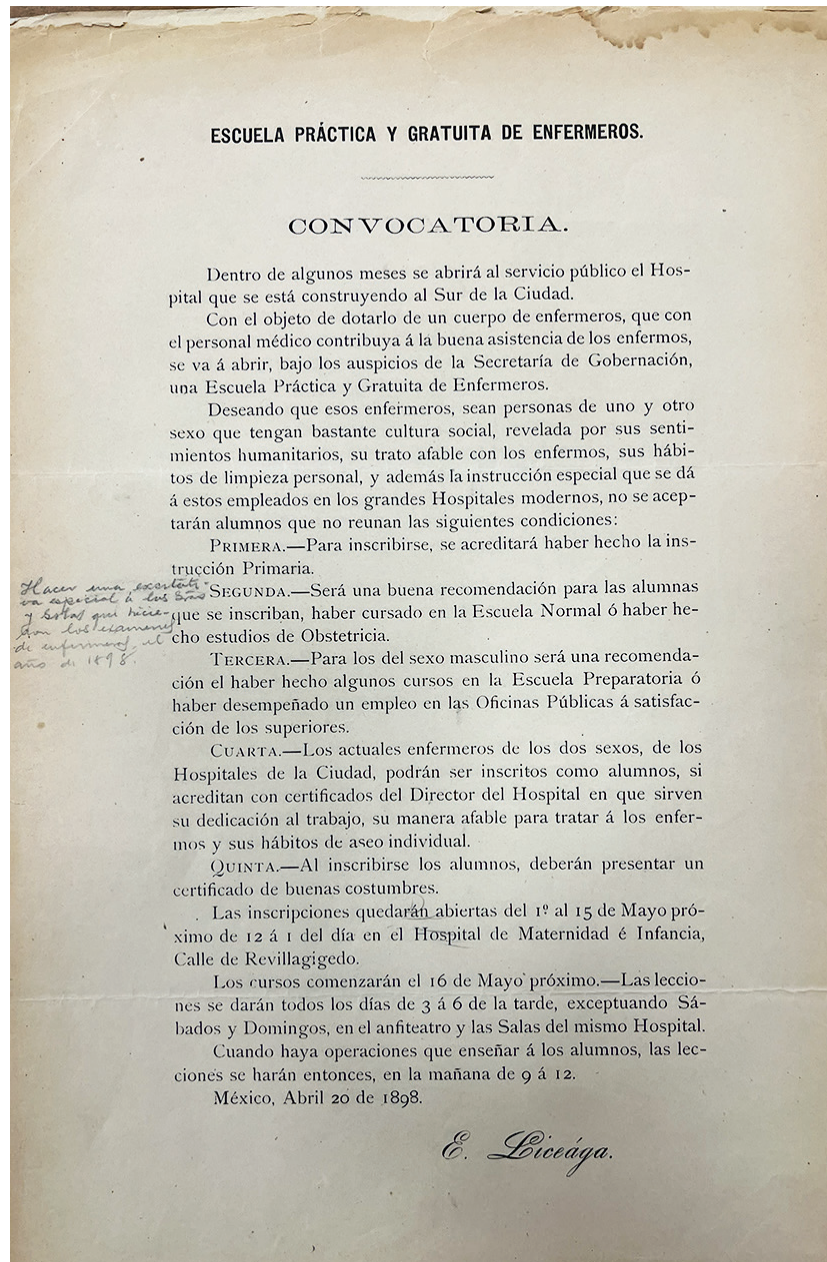 ESCUELA PRÁCTICA Y GRATUITA DE ENFERMEROS.
CONVOCATORIA.
Dentro de algunos meses se abrirá al servicio público el Hos-
pital que se está construyendo al Sur de la Ciudad.
Con el objeto de dotarlo de un cuerpo de enfermeros, que con
el personal médico contribuya á la buena asistencia de los enfermos,
se va á abrir, bajo los auspicios de la Secretaría de Gobernación,
una Escuela Práctica y Gratuita de Enfermeros.
Deseando que esos enfermeros, sean personas de uno y otro
sexo que tengan bastante cultura social, revelada por sus senti-
mientos humanitarios, su trato afable con los enfermos, sus hábi-
tos de limpieza personal, y además la instrucción especial que se dá
á estos empleados en los grandes Hospitales modernos, no se acep-
tarán alumnos que no reunan las siguientes condiciones:
PRIMERA.—Para inscribirse, se acreditará haber hecho la ins-
trucción Primaria.
SEGUNDA.—Será una buena recomendación para las alumnas
que se inscriban, haber cursado en la Escuela Normal ó haber he-
cho estudios de Obstetricia.
TERCERA.—Para los del sexo masculino será una recomenda-
ción el haber hecho algunos cursos en la Escuela Preparatoria ó
haber desempeñado un empleo en las Oficinas Públicas á satisfac-
ción de los superiores.
CUARTA.—Los actuales enfermeros de los dos sexos, de los
Hospitales de la Ciudad, podrán ser inscritos como alumnos, si
acreditan con certificados del Director del Hospital en que sirven
su dedicación al trabajo, su manera afable para tratar á los enfer-
mos y sus hábitos de aseo individual.
QUINTA.—Al inscribirse los alumnos, deberán presentar un
certificado de buenas costumbres.
Las inscripciones quedarán abiertas del 1º al 15 de Mayo pró-
ximo de 12 á 1 del día en el Hospital de Maternidad é Infancia,
Calle de Revillagigedo.
Los cursos comenzarán el 16 de Mayo próximo.—Las leccio-
nes se darán todos los días de 3 á 6 de la tarde, exceptuando Sá-
bados y Domingos, en el anfiteatro y las Salas del mismo Hospital.
Cuando haya operaciones que enseñar á los alumnos, las lec-
ciones se harán entonces, en la mañana de 9 á 12.
México, Abril 20 de 1898.
E. Liceága.
Hacer una excitati-
va especial á los Sres
y Sritas que hicie-
ron los exámenes
de enfermeros, el
año de 1898.